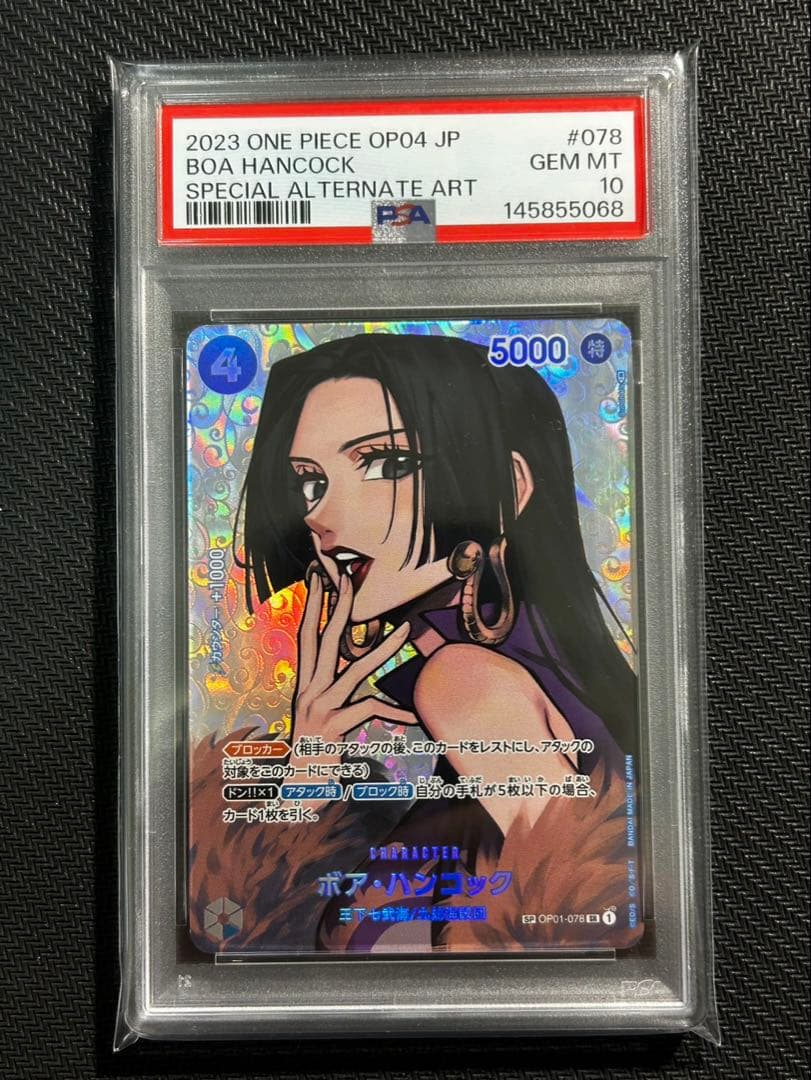 2023 ONE PIECE OP04 JP #078
BOA HANCOCK GEM MT
SPECIAL ALTERNATE ART 10
PSA 145855068
4
5000 特
カウンター +1000
ブロッカー (相手のアタックの後、このカードをレストにし、アタックの
対象をこのカードにできる)
ドン!!×1 アタック時 / ブロック時 自分の手札が5枚以下の場合、
カード1枚を引く。
CHARACTER
ボア・ハンコック
王下七武海/九蛇海賊団
SP OP01-078 SR 1
BANDAI MADE IN JAPAN